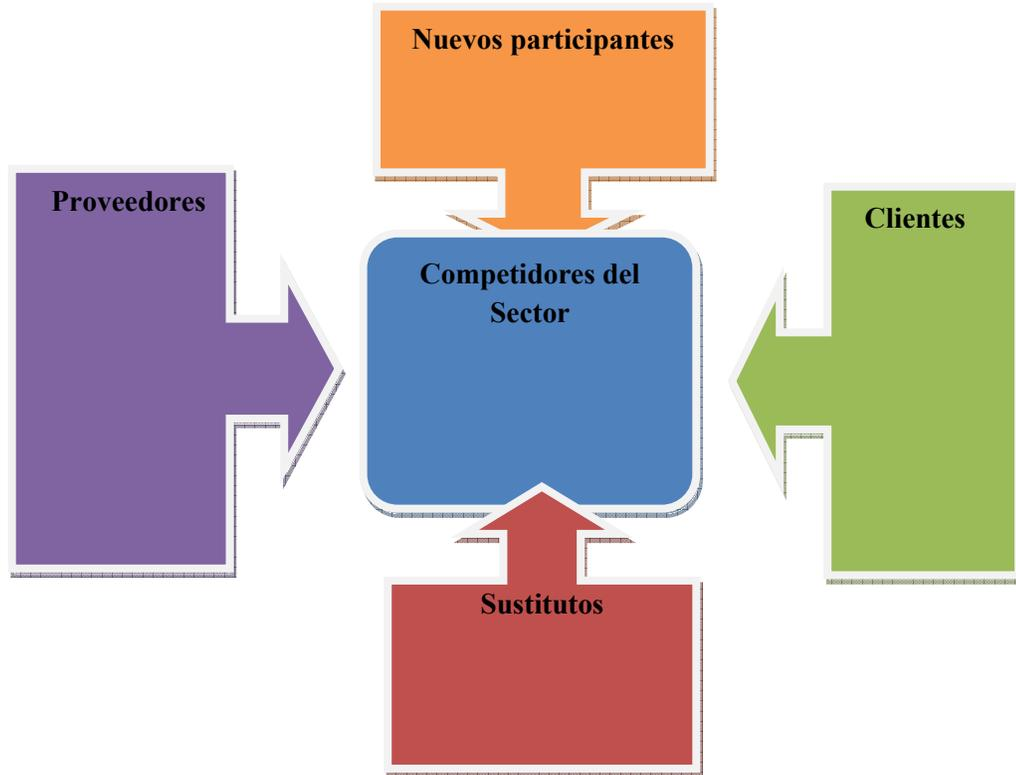 Nuevos participantes
Proveedores
Clientes
Competidores del
Sector
Sustitutos